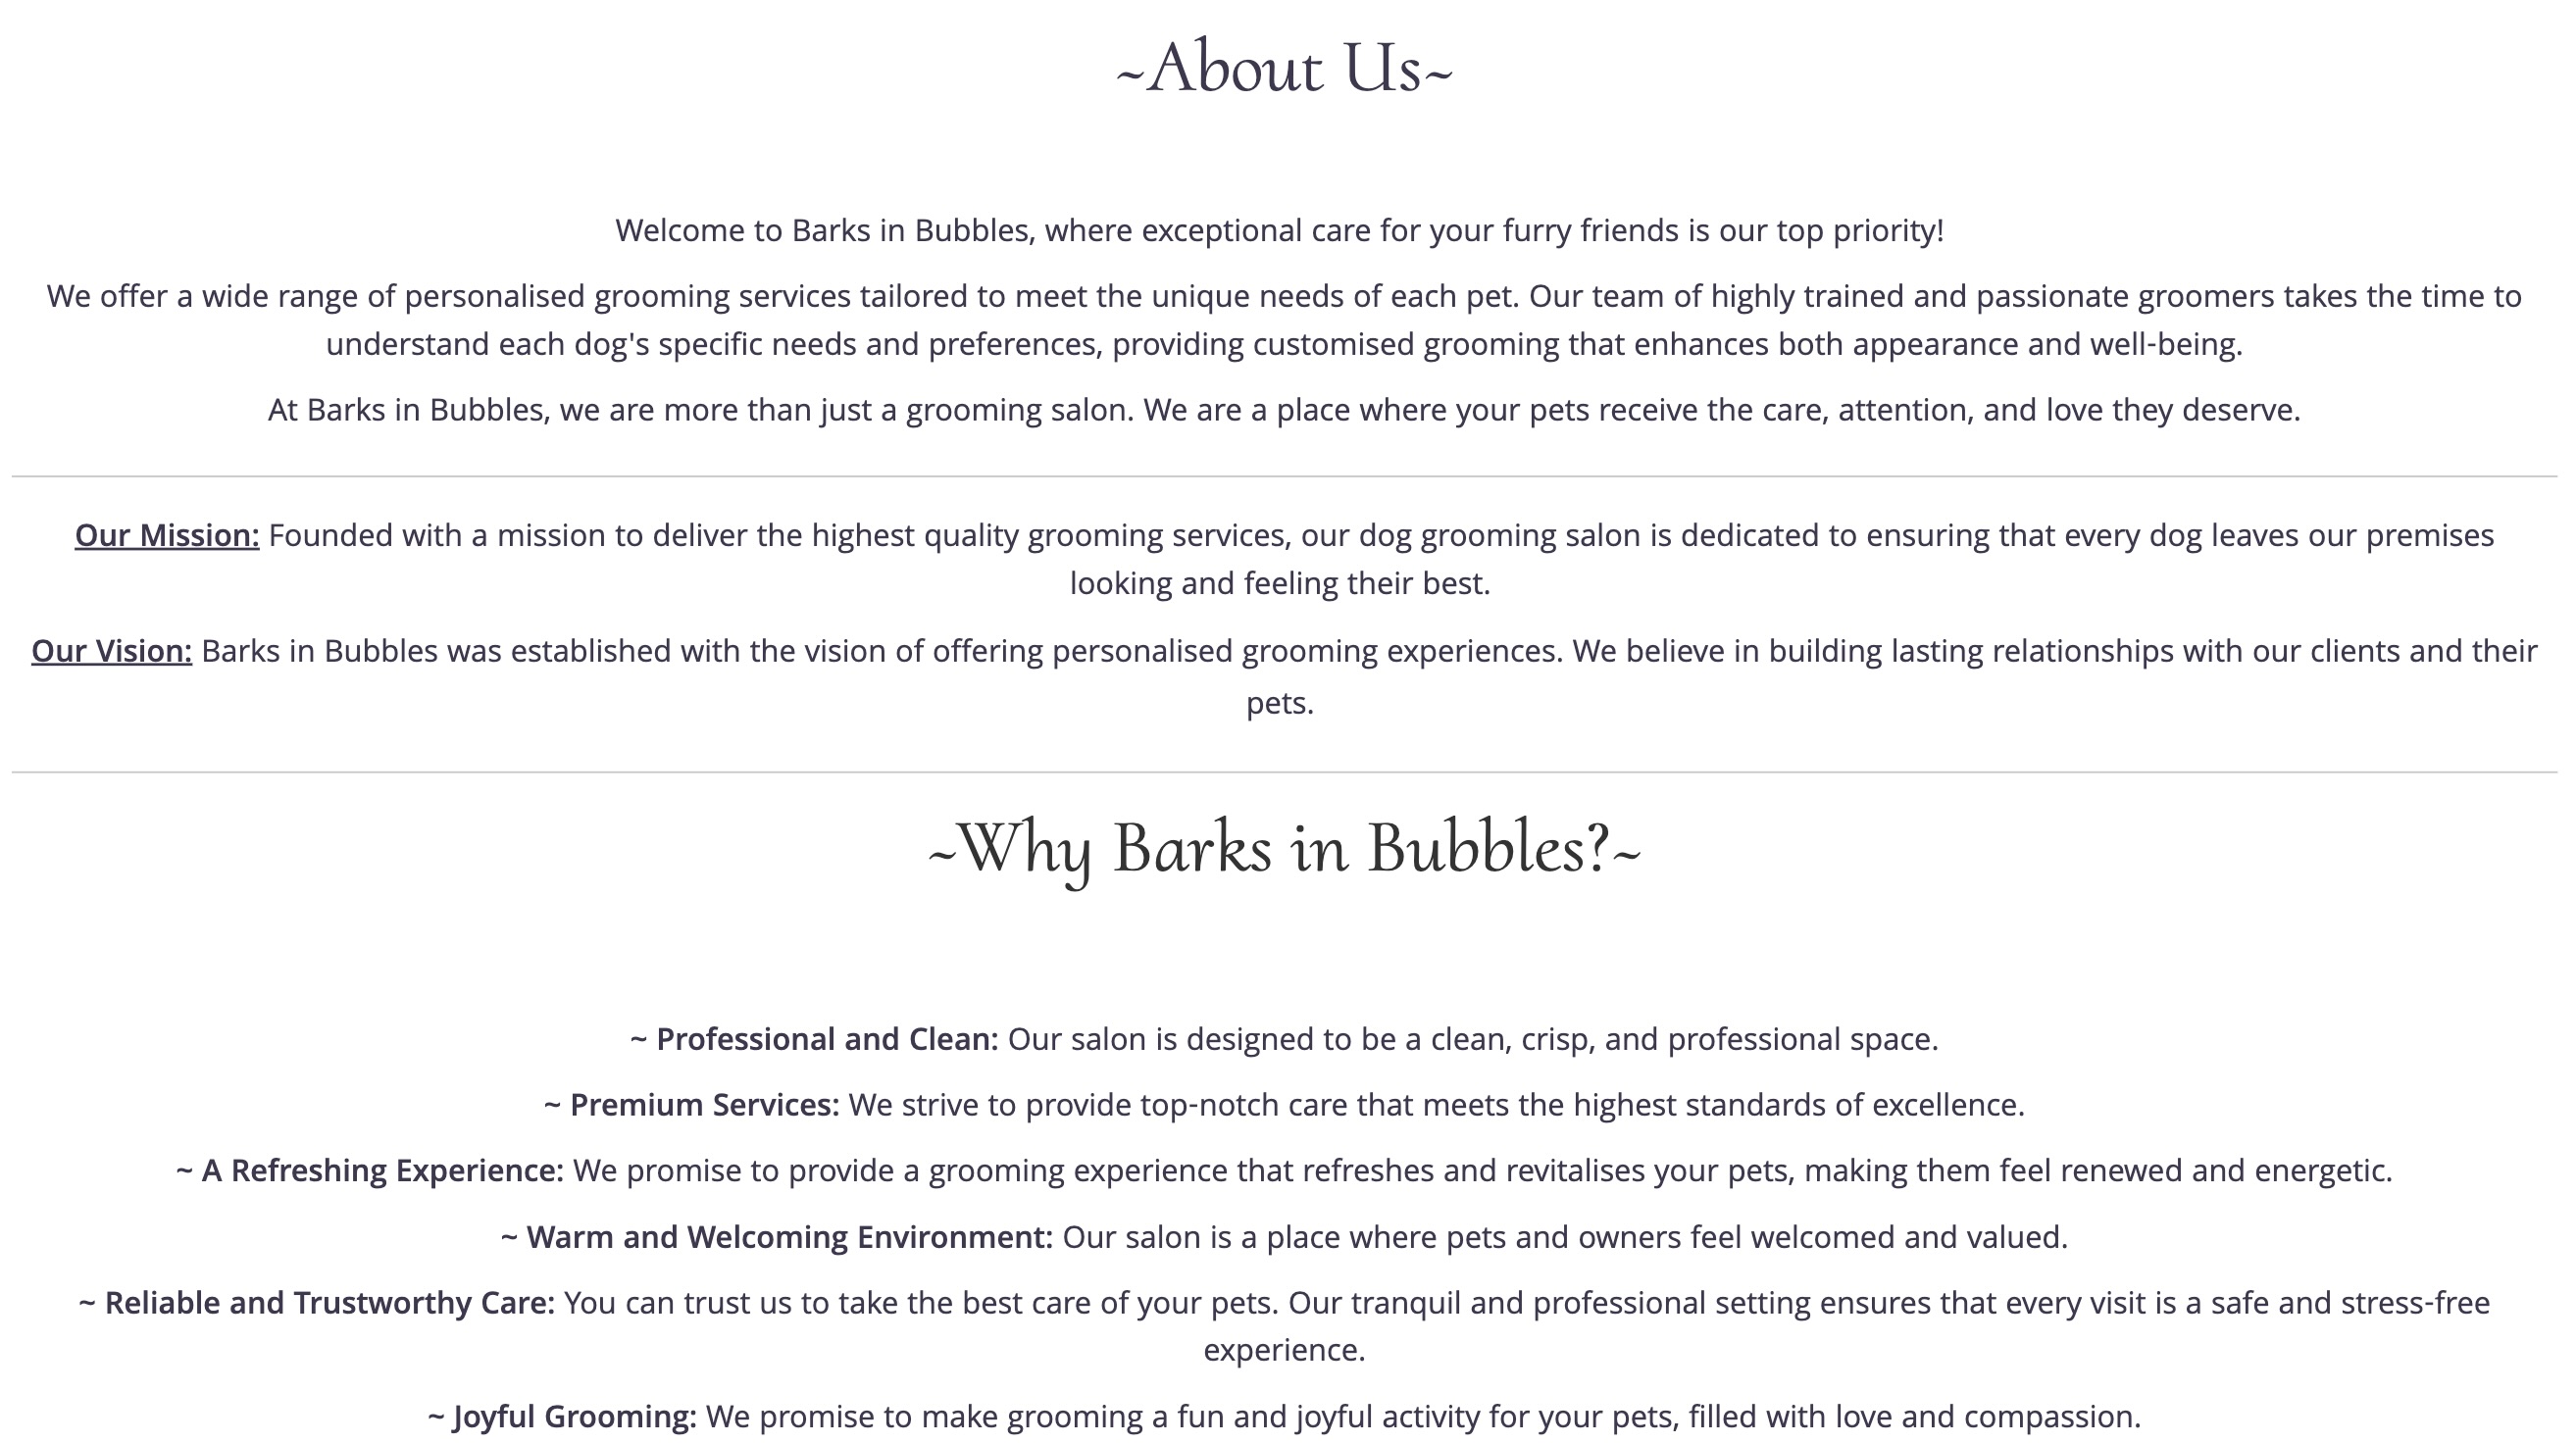 ~About Us~
Welcome to Barks in Bubbles, where exceptional care for your furry friends is our top priority!
We offer a wide range of personalised grooming services tailored to meet the unique needs of each pet. Our team of highly trained and passionate groomers takes the time to
understand each dog's specific needs and preferences, providing customised grooming that enhances both appearance and well-being.
At Barks in Bubbles, we are more than just a grooming salon. We are a place where your pets receive the care, attention, and love they deserve.
Our Mission: Founded with a mission to deliver the highest quality grooming services, our dog grooming salon is dedicated to ensuring that every dog leaves our premises
looking and feeling their best.
Our Vision: Barks in Bubbles was established with the vision of offering personalised grooming experiences. We believe in building lasting relationships with our clients and their
pets.
~Why Barks in Bubbles?~
~ Professional and Clean: Our salon is designed to be a clean, crisp, and professional space.
~ Premium Services: We strive to provide top-notch care that meets the highest standards of excellence.
~ A Refreshing Experience: We promise to provide a grooming experience that refreshes and revitalises your pets, making them feel renewed and energetic.
~ Warm and Welcoming Environment: Our salon is a place where pets and owners feel welcomed and valued.
~ Reliable and Trustworthy Care: You can trust us to take the best care of your pets. Our tranquil and professional setting ensures that every visit is a safe and stress-free
experience.
~ Joyful Grooming: We promise to make grooming a fun and joyful activity for your pets, filled with love and compassion.